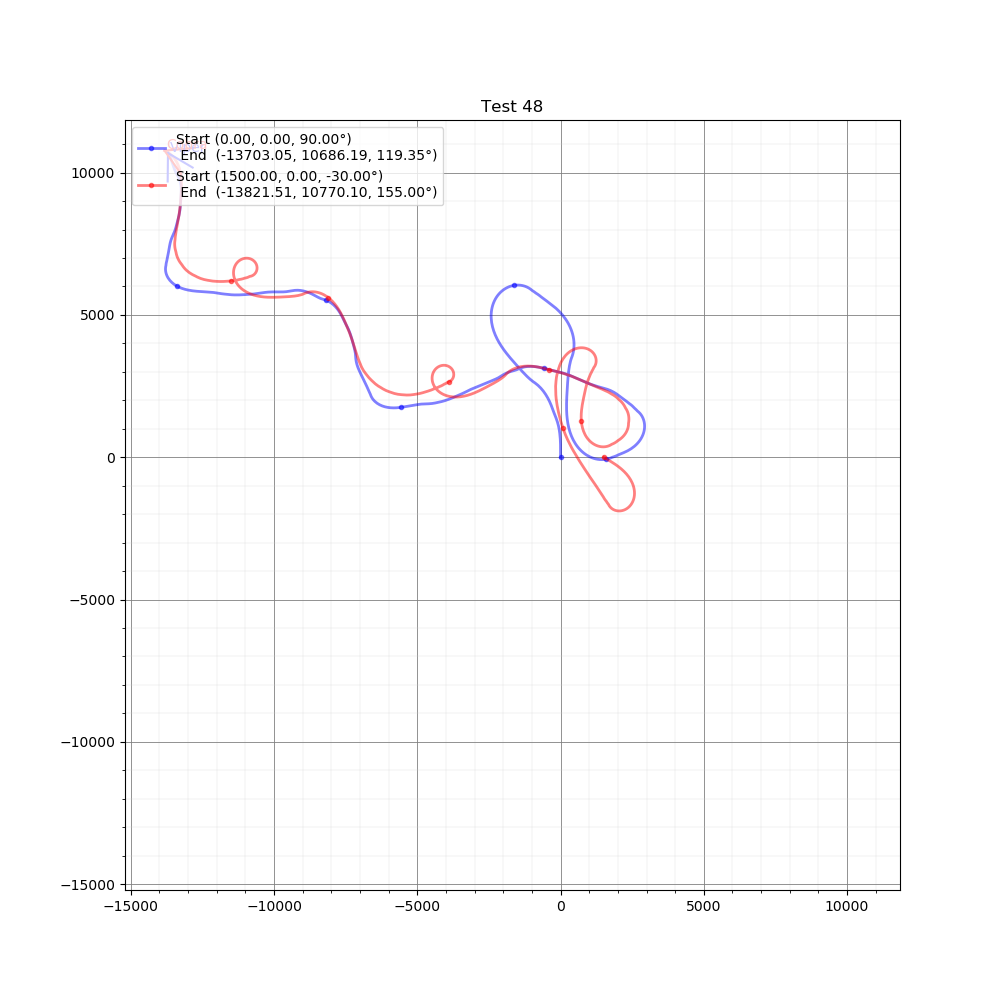 Test 48
Start (0.00, 0.00, 90.00°)
End  (-13703.05, 10686.19, 119.35°)
Start (1500.00, 0.00, -30.00°)
End  (-13821.51, 10770.10, 155.00°)
10000
5000
0
−5000
−10000
−15000
−15000 −10000 −5000 0 5000 10000